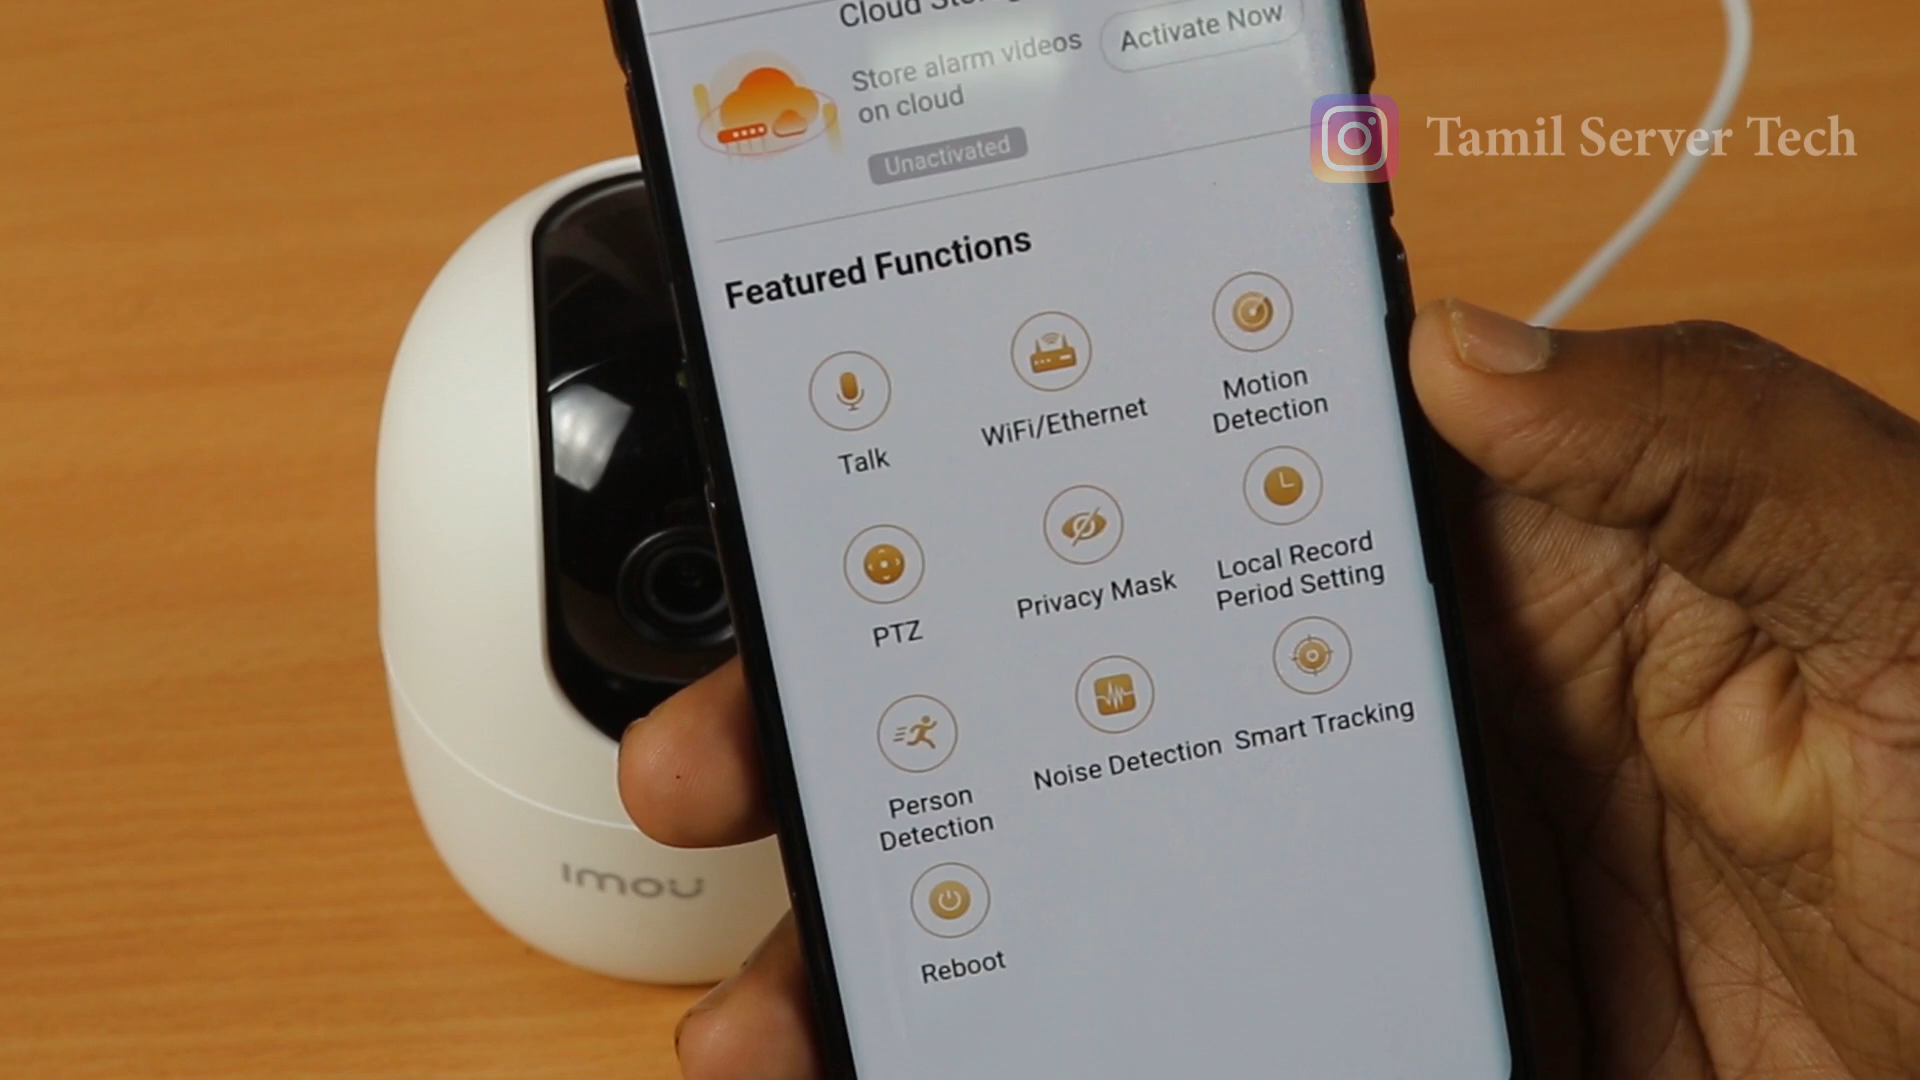 Cloud
Store alarm videos
on cloud
Activate Now
Unactivated
Tamil Server Tech
Featured Functions
Talk
WiFi/Ethernet
Motion
Detection
PTZ
Privacy Mask
Local Record
Period Setting
Person
Detection
Noise Detection
Smart Tracking
Reboot
imou